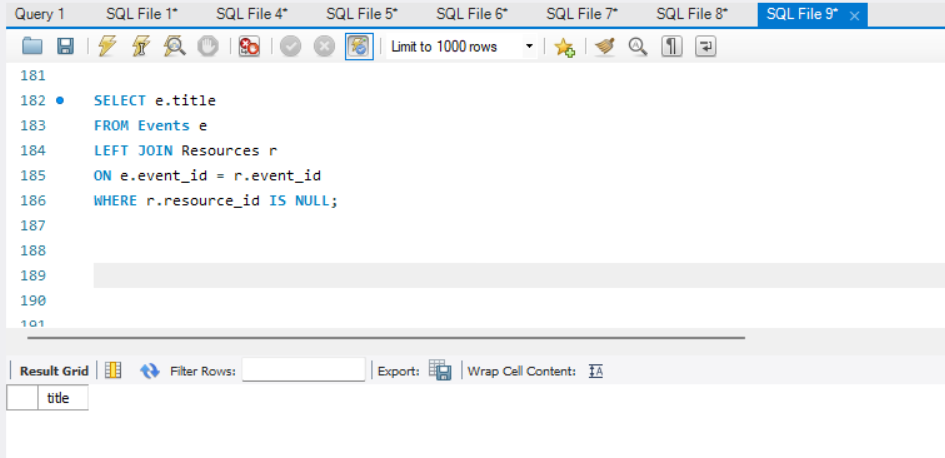 Query 1 SQL File 1* SQL File 4* SQL File 5* SQL File 6* SQL File 7* SQL File 8* SQL File 9*
Limit to 1000 rows
181
182 SELECT e.title
183 FROM Events e
184 LEFT JOIN Resources r
185 ON e.event_id = r.event_id
186 WHERE r.resource_id IS NULL;
187
188
189
190
191
Result Grid Filter Rows: Export: Wrap Cell Content: IA
title